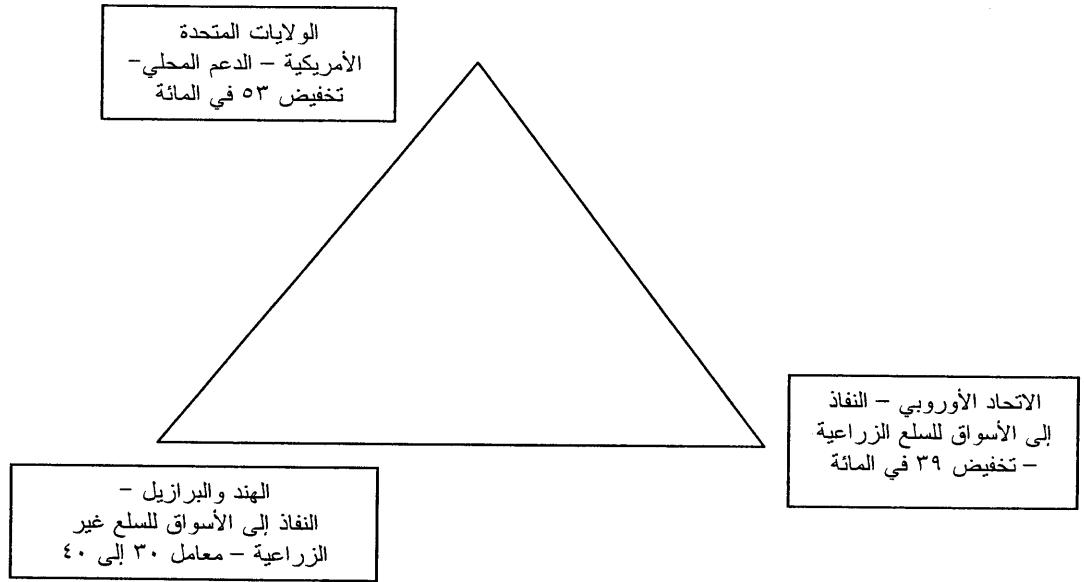 الولايات المتحدة
الأمريكية – الدعم المحلي–
تخفيض ٥٣ في المائة
الاتحاد الأوروبي – النفاذ
إلى الأسواق للسلع الزراعية
– تخفيض ٣٩ في المائة
الهند والبرازيل –
النفاذ إلى الأسواق للسلع غير
الزراعية – معامل ٣٠ إلى ٤٠